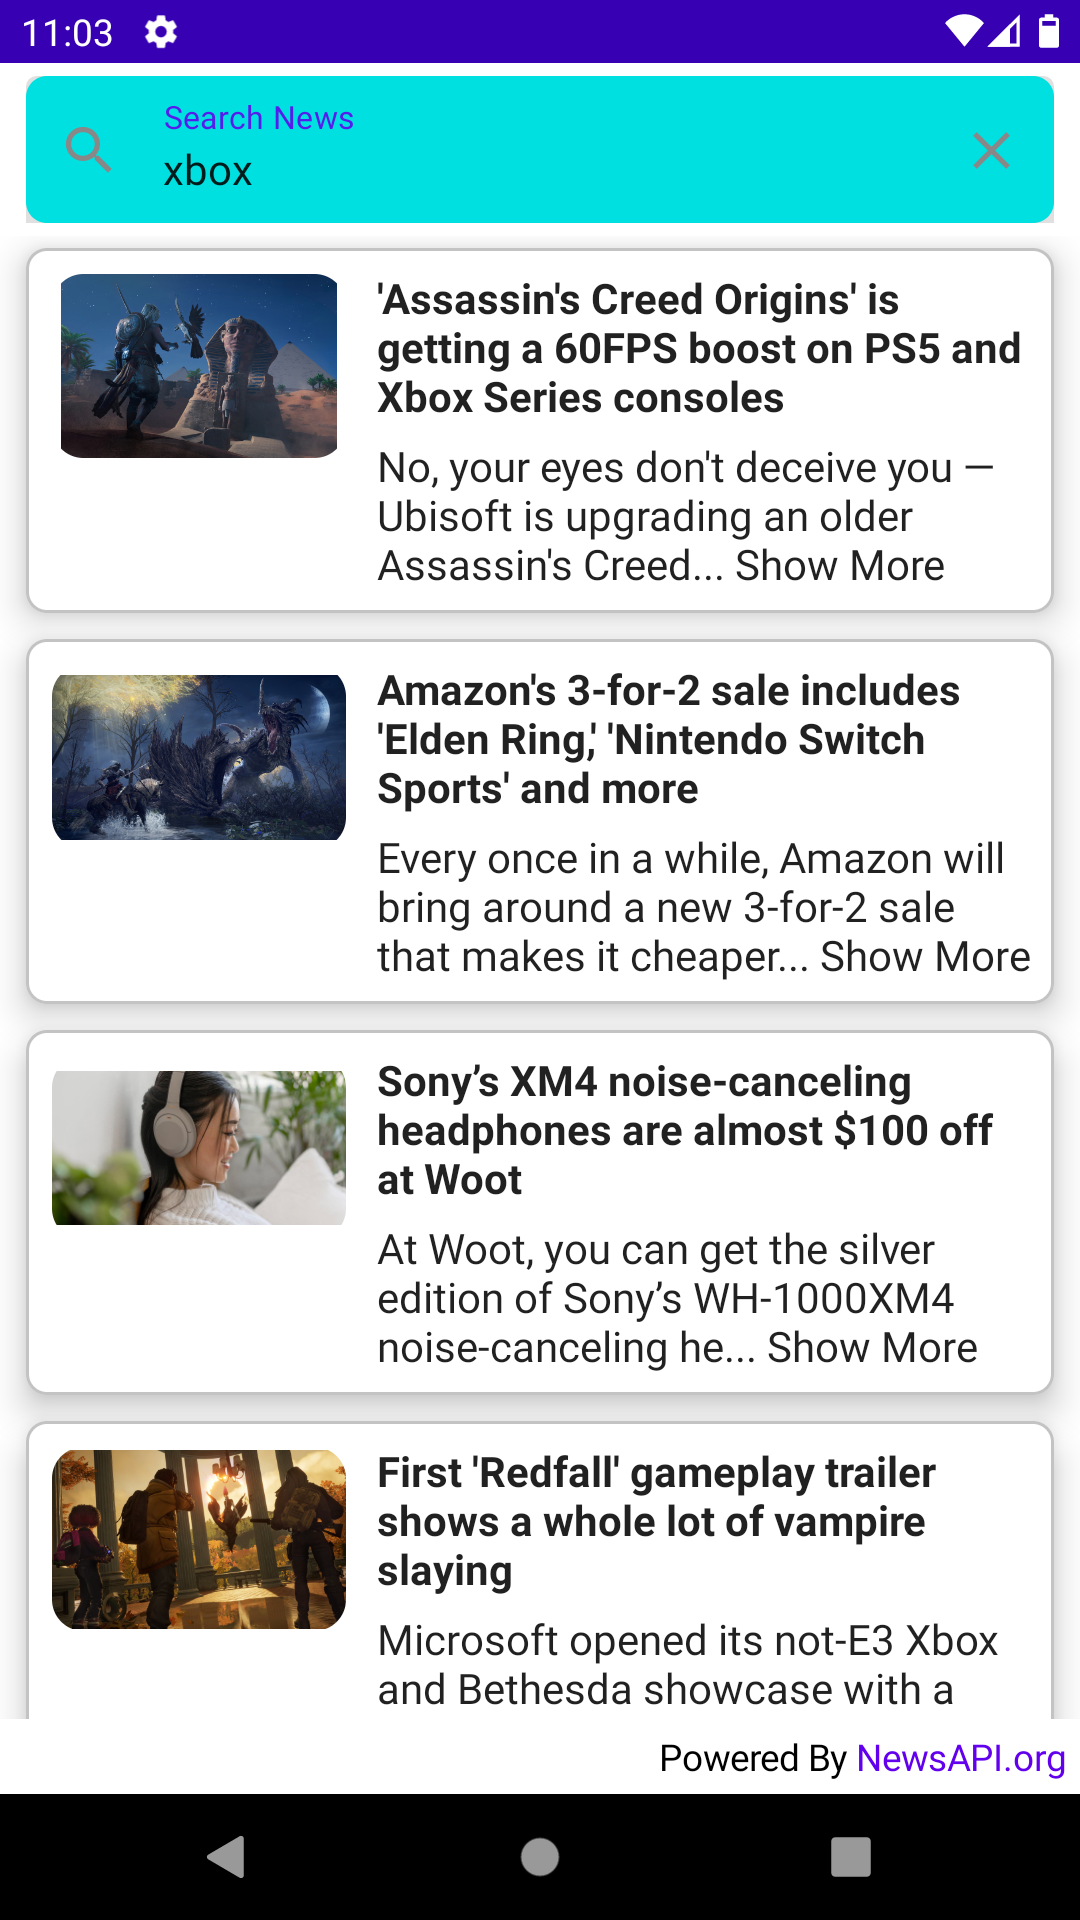 11:03
Search News
xbox
'Assassin's Creed Origins' is
getting a 60FPS boost on PS5 and
Xbox Series consoles
No, your eyes don't deceive you —
Ubisoft is upgrading an older
Assassin's Creed... Show More
Amazon's 3-for-2 sale includes
'Elden Ring,' 'Nintendo Switch
Sports' and more
Every once in a while, Amazon will
bring around a new 3-for-2 sale
that makes it cheaper... Show More
Sony’s XM4 noise-canceling
headphones are almost $100 off
at Woot
At Woot, you can get the silver
edition of Sony’s WH-1000XM4
noise-canceling he... Show More
First 'Redfall' gameplay trailer
shows a whole lot of vampire
slaying
Microsoft opened its not-E3 Xbox
and Bethesda showcase with a
Powered By NewsAPI.org